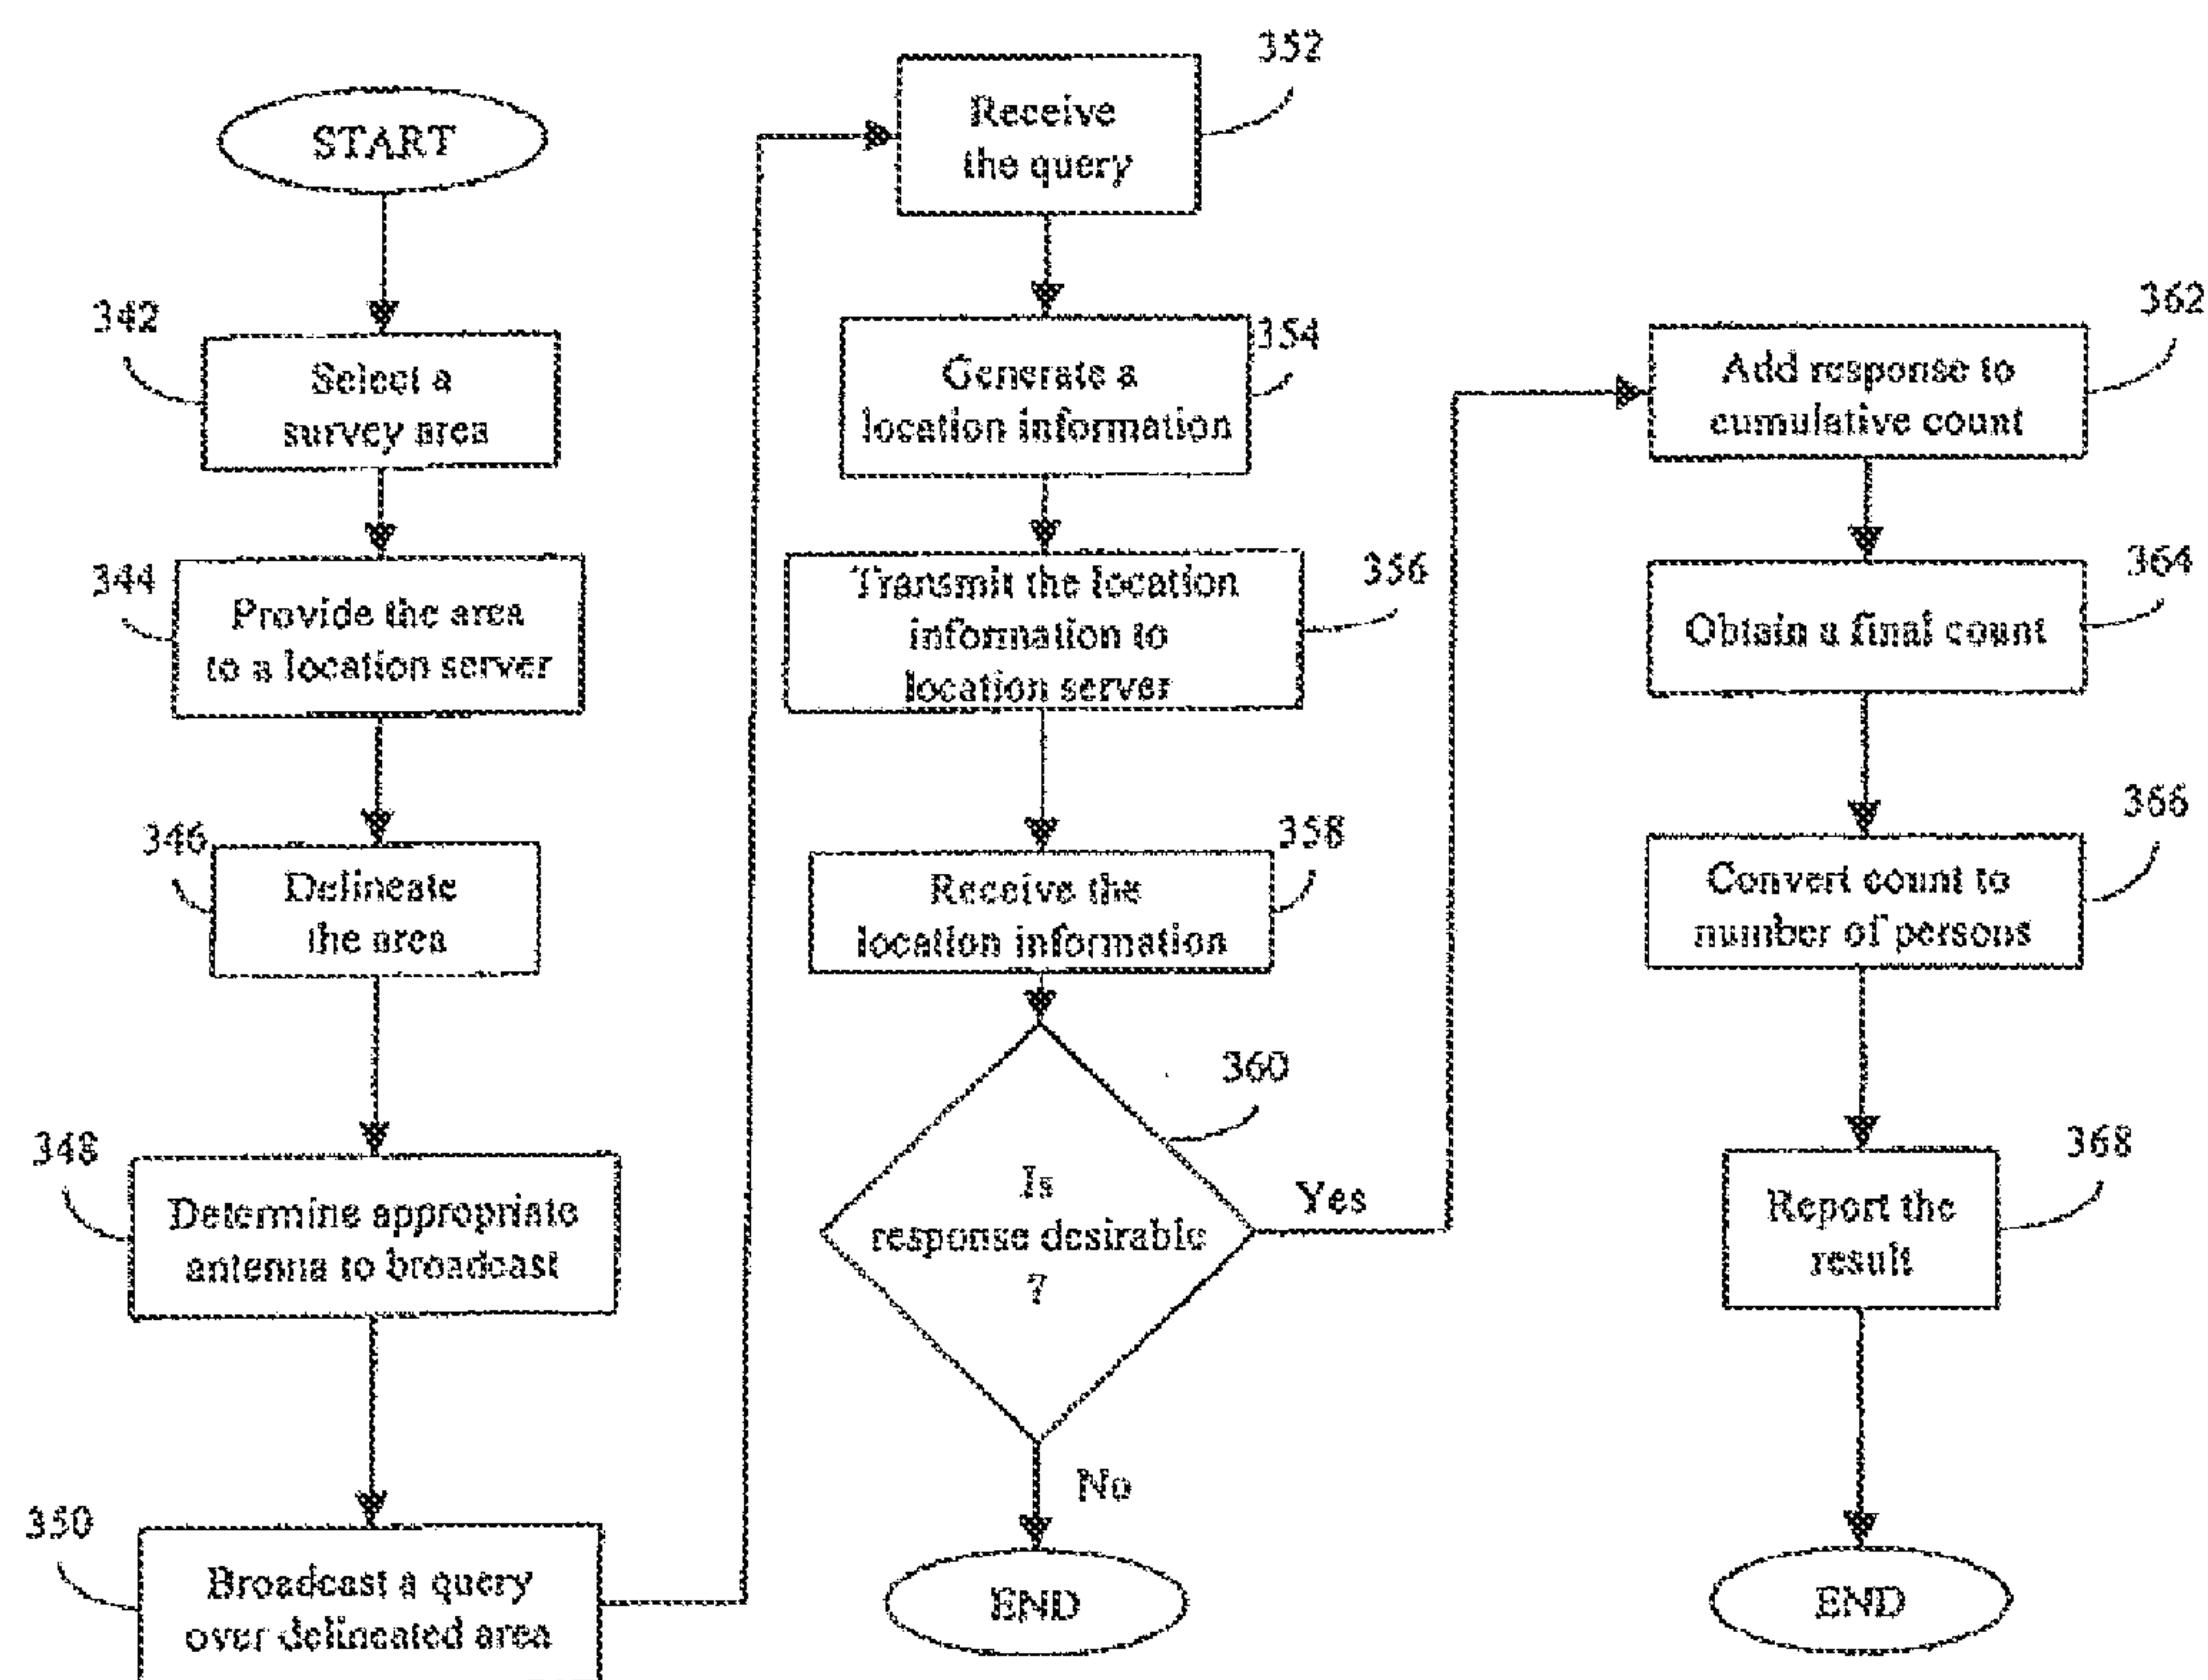 START
342
Select a
survey area
344
Provide the area
to a location server
346
Delineate
the area
348
Determine appropriate
antenna to broadcast
350
Broadcast a query
over delineated area
352
Receive
the query
354
Generate a
location information
356
Transmit the location
information to
location server
358
Receive the
location information
360
Is
response desirable
?
Yes
No
END
362
Add response to
cumulative count
364
Obtain a final count
366
Convert count to
number of persons
368
Report the
result
END